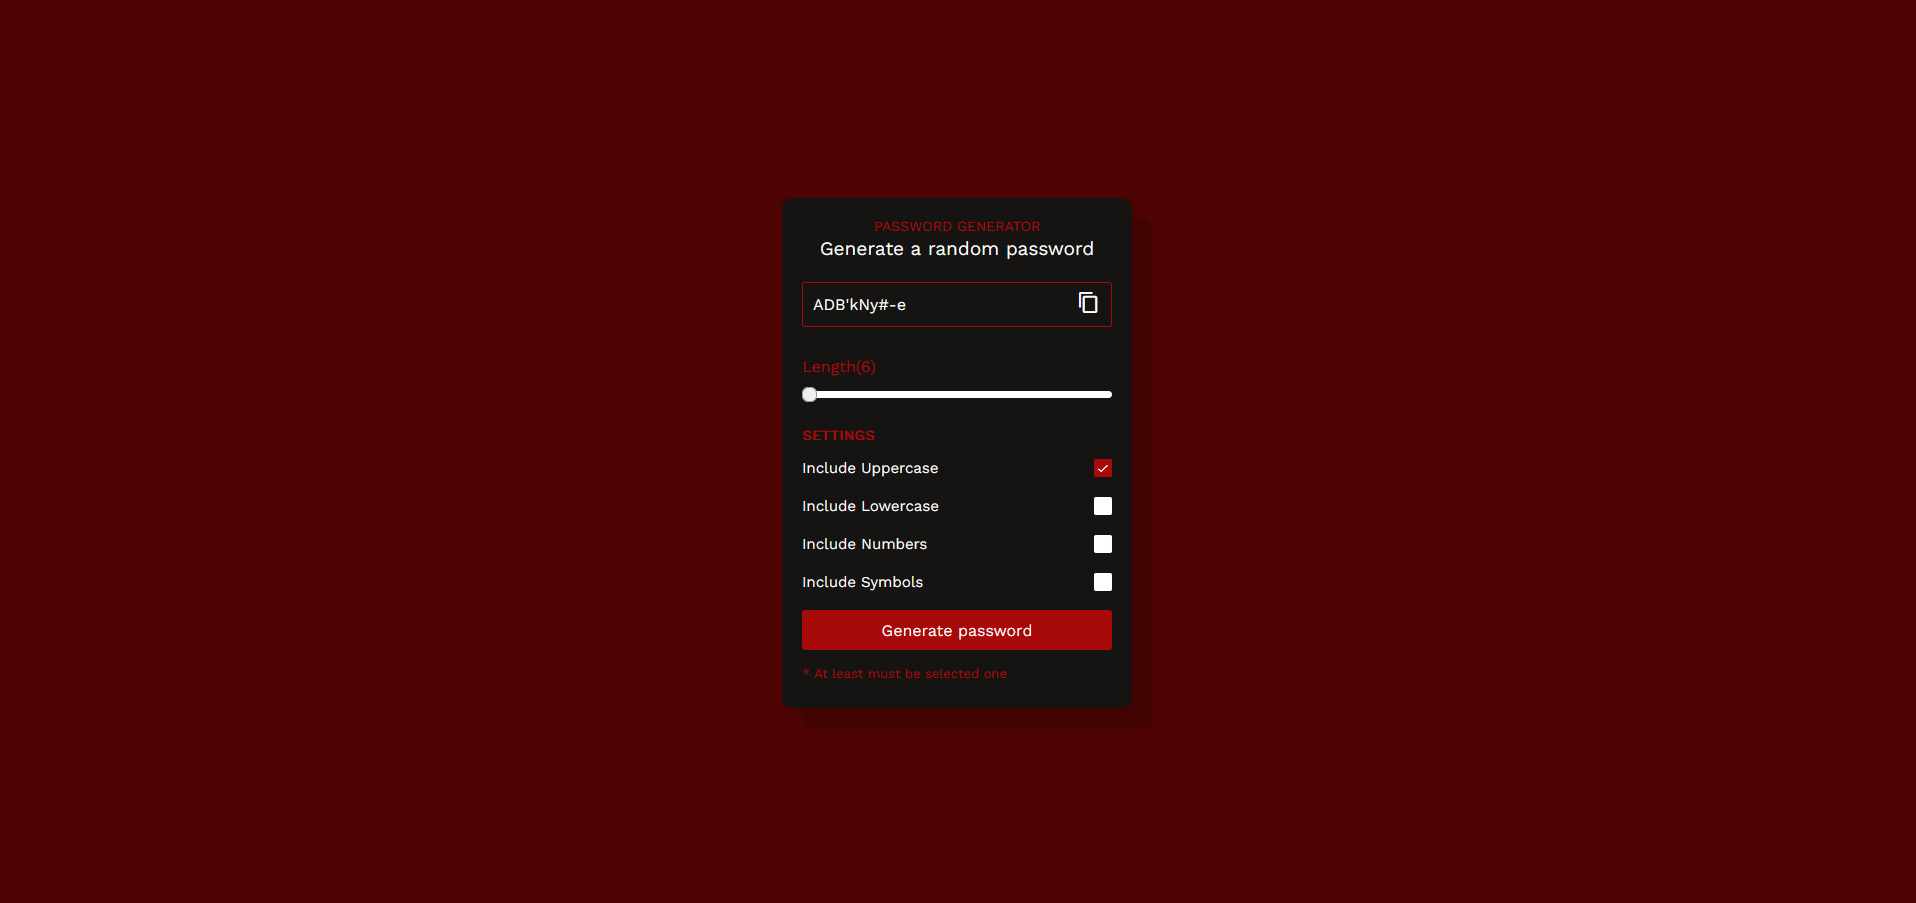 PASSWORD GENERATOR
Generate a random password
ADB'kNy#-e
Length(6)
SETTINGS
Include Uppercase
Include Lowercase
Include Numbers
Include Symbols
Generate password
* At least must be selected one